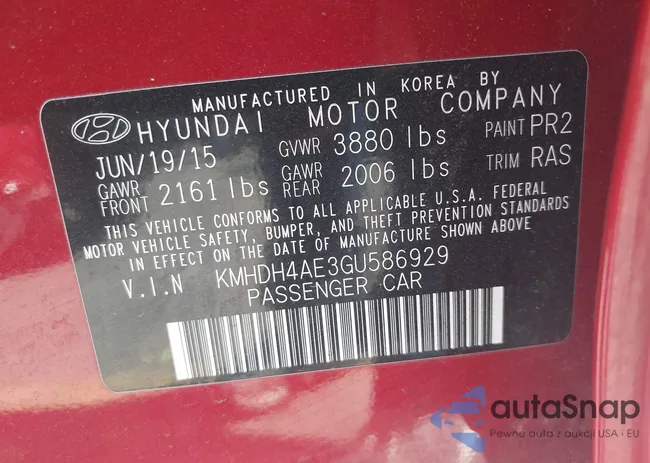 MANUFACTURED IN KOREA BY
HYUNDAI MOTOR COMPANY
JUN/19/15 GVWR 3880 lbs PAINT PR2
GAWR FRONT 2161 lbs GAWR REAR 2006 lbs TRIM RAS
THIS VEHICLE CONFORMS TO ALL APPLICABLE U.S.A. FEDERAL
MOTOR VEHICLE SAFETY, BUMPER, AND THEFT PREVENTION STANDARDS
IN EFFECT ON THE DATE OF MANUFACTURE SHOWN ABOVE
V.I.N KMHDH4AE3GU586929
PASSENGER CAR
autaSnap
Pewne auta z aukcji USA i EU